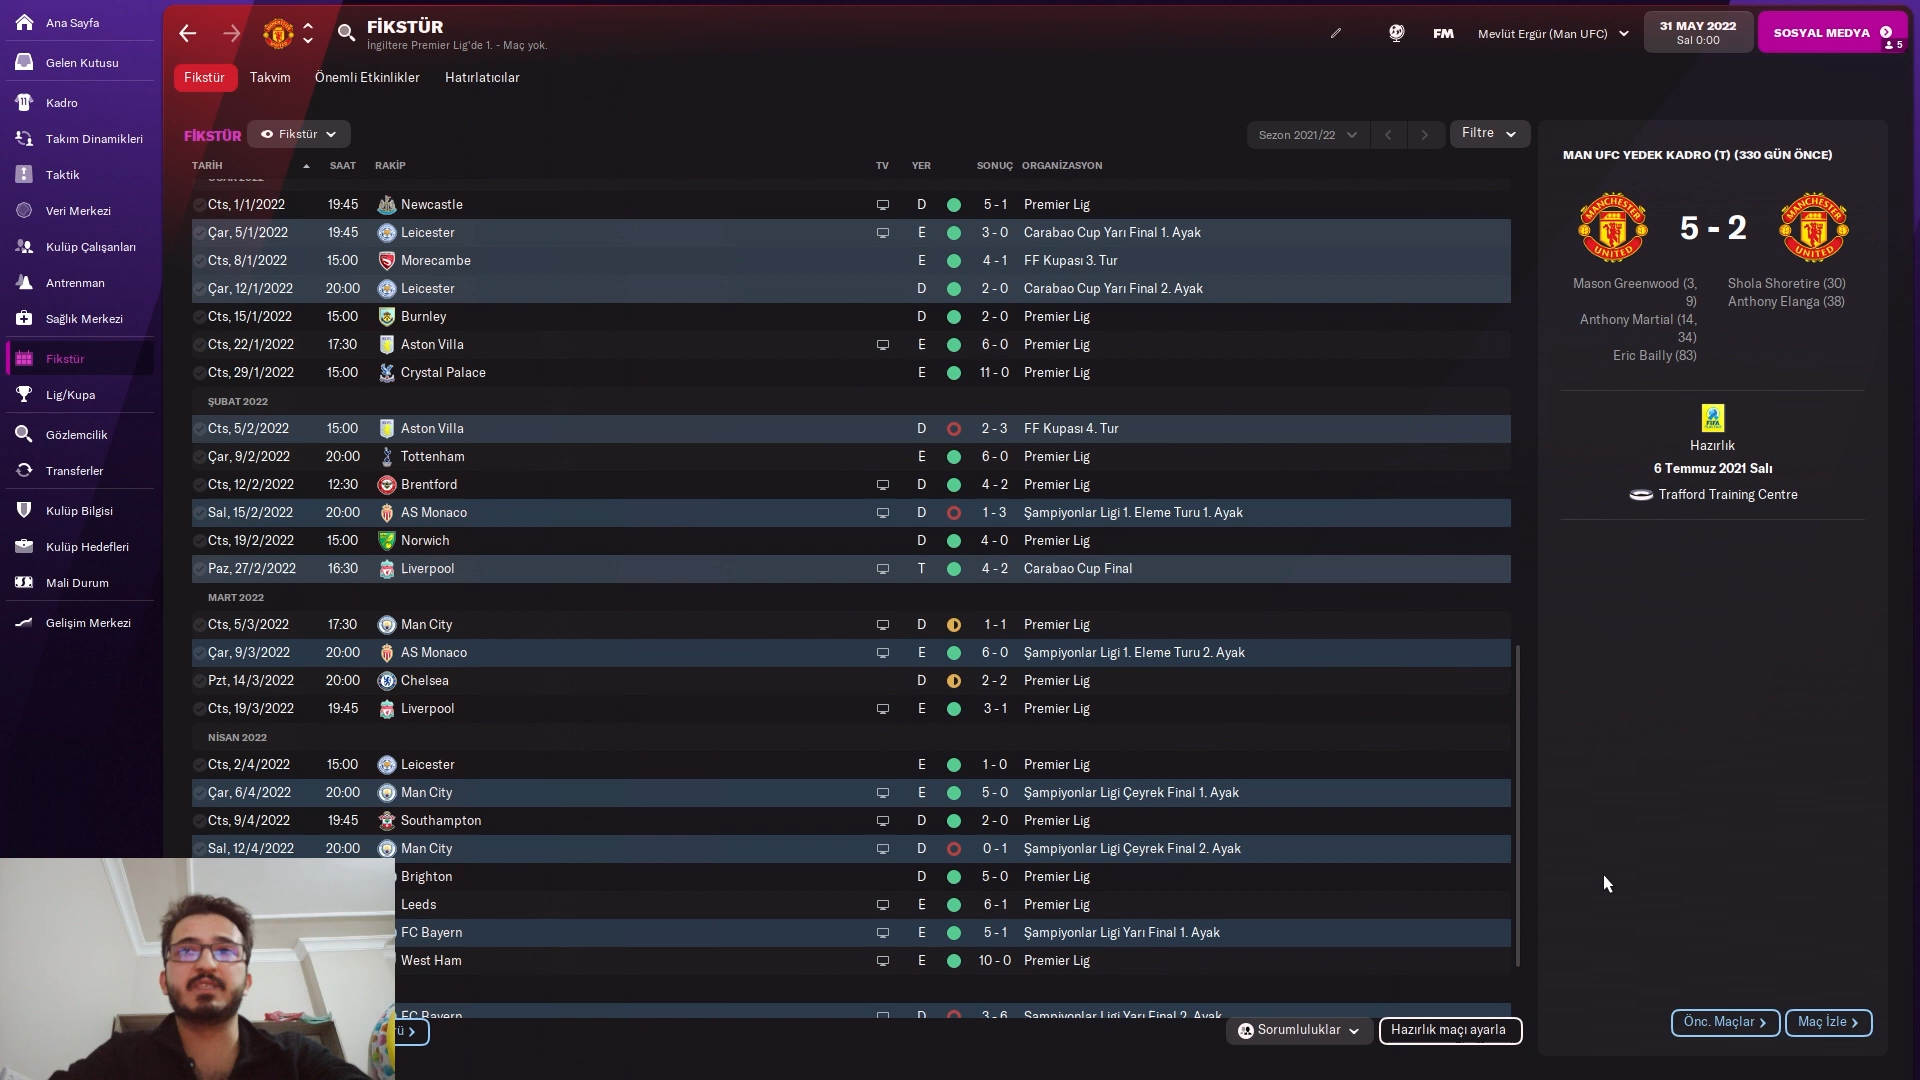 Ana Sayfa
Gelen Kutusu
Kadro
Takım Dinamikleri
Taktik
Veri Merkezi
Kulüp Çalışanları
Antrenman
Sağlık Merkezi
Fikstür
Lig/Kupa
Gözlemcilik
Transferler
Kulüp Bilgisi
Kulüp Hedefleri
Mali Durum
Gelişim Merkezi
FİKSTÜR
İngiltere Premier Lig'de 1. - Maç yok.
FM
Mevlüt Ergür (Man UFC)
31 MAY 2022
Sal 0:00
SOSYAL MEDYA
5
Fikstür Takvim Önemli Etkinlikler Hatırlatıcılar
FİKSTÜR Fikstür Sezon 2021/22 Filtre
TARİH SAAT RAKİP TV YER SONUÇ ORGANİZASYON
Cts, 1/1/2022 19:45 Newcastle D 5 - 1 Premier Lig
Çar, 5/1/2022 19:45 Leicester E 3 - 0 Carabao Cup Yarı Final 1. Ayak
Cts, 8/1/2022 15:00 Morecambe E 4 - 1 FF Kupası 3. Tur
Çar, 12/1/2022 20:00 Leicester D 2 - 0 Carabao Cup Yarı Final 2. Ayak
Cts, 15/1/2022 15:00 Burnley D 2 - 0 Premier Lig
Cts, 22/1/2022 17:30 Aston Villa E 6 - 0 Premier Lig
Cts, 29/1/2022 15:00 Crystal Palace E 11 - 0 Premier Lig
ŞUBAT 2022
Cts, 5/2/2022 15:00 Aston Villa D 2 - 3 FF Kupası 4. Tur
Çar, 9/2/2022 20:00 Tottenham E 6 - 0 Premier Lig
Cts, 12/2/2022 12:30 Brentford D 4 - 2 Premier Lig
Sal, 15/2/2022 20:00 AS Monaco D 1 - 3 Şampiyonlar Ligi 1. Eleme Turu 1. Ayak
Cts, 19/2/2022 15:00 Norwich D 4 - 0 Premier Lig
Paz, 27/2/2022 16:30 Liverpool T 4 - 2 Carabao Cup Final
MART 2022
Cts, 5/3/2022 17:30 Man City D 1 - 1 Premier Lig
Çar, 9/3/2022 20:00 AS Monaco E 6 - 0 Şampiyonlar Ligi 1. Eleme Turu 2. Ayak
Pzt, 14/3/2022 20:00 Chelsea D 2 - 2 Premier Lig
Cts, 19/3/2022 19:45 Liverpool E 3 - 1 Premier Lig
NİSAN 2022
Cts, 2/4/2022 15:00 Leicester E 1 - 0 Premier Lig
Çar, 6/4/2022 20:00 Man City E 5 - 0 Şampiyonlar Ligi Çeyrek Final 1. Ayak
Cts, 9/4/2022 19:45 Southampton D 2 - 0 Premier Lig
Sal, 12/4/2022 20:00 Man City D 0 - 1 Şampiyonlar Ligi Çeyrek Final 2. Ayak
Brighton D 5 - 0 Premier Lig
Leeds E 6 - 1 Premier Lig
FC Bayern E 5 - 1 Şampiyonlar Ligi Yarı Final 1. Ayak
West Ham E 10 - 0 Premier Lig
FC Bayern D 3 - 6 Şampiyonlar Ligi Yarı Final 2. Ayak
Sorumluluklar Hazırlık maçı ayarla
MAN UFC YEDEK KADRO (T) (330 GÜN ÖNCE)
5 - 2
Mason Greenwood (3, 9)
Anthony Martial (14, 34)
Eric Bailly (83)
Shola Shoretire (30)
Anthony Elanga (38)
Hazırlık
6 Temmuz 2021 Salı
Trafford Training Centre
Önc. Maçlar Maç İzle